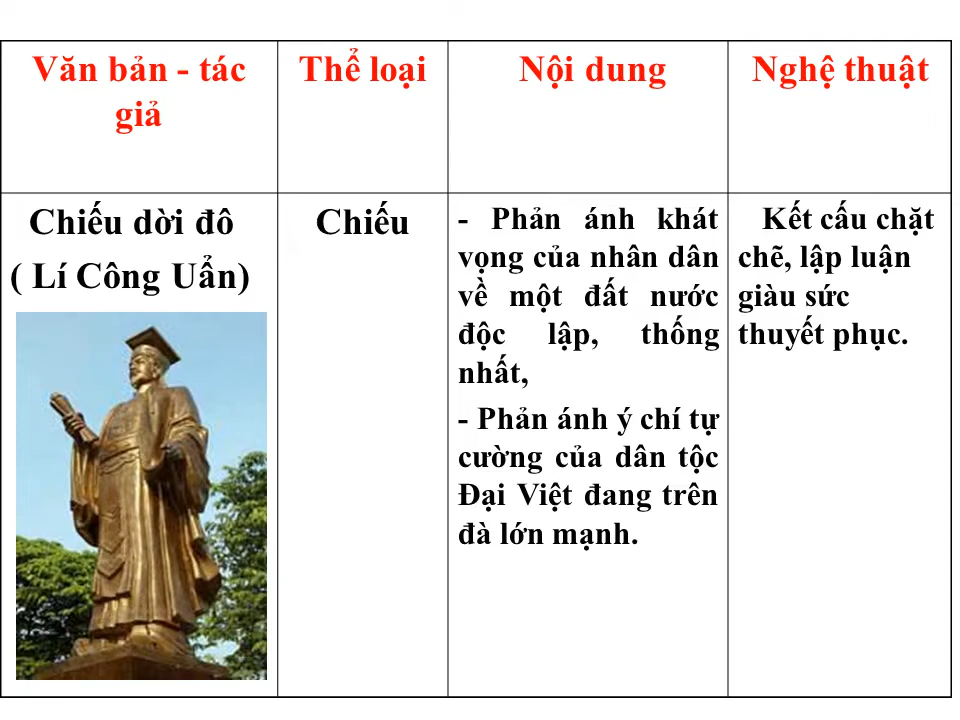 Văn bản - tác
giả
Thể loại
Nội dung
Nghệ thuật
Chiếu dời đô
( Lí Công Uẩn)
Chiếu
- Phản ánh khát
vọng của nhân dân
về một đất nước
độc lập, thống
nhất,
- Phản ánh ý chí tự
cường của dân tộc
Đại Việt đang trên
đà lớn mạnh.
Kết cấu chặt
chẽ, lập luận
giàu sức
thuyết phục.